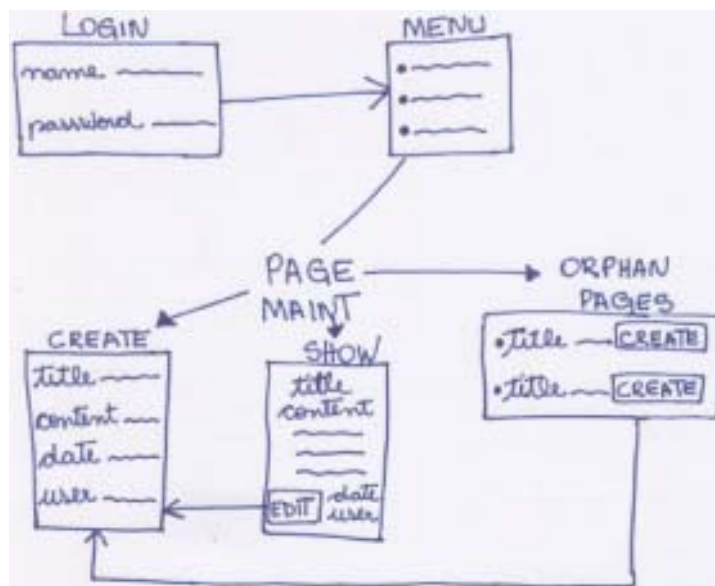 LOGIN
name
password
MENU
PAGE
MAINT
ORPHAN
PAGES
• title CREATE
• title CREATE
CREATE
title
content
date
user
SHOW
title
content
EDIT date
user